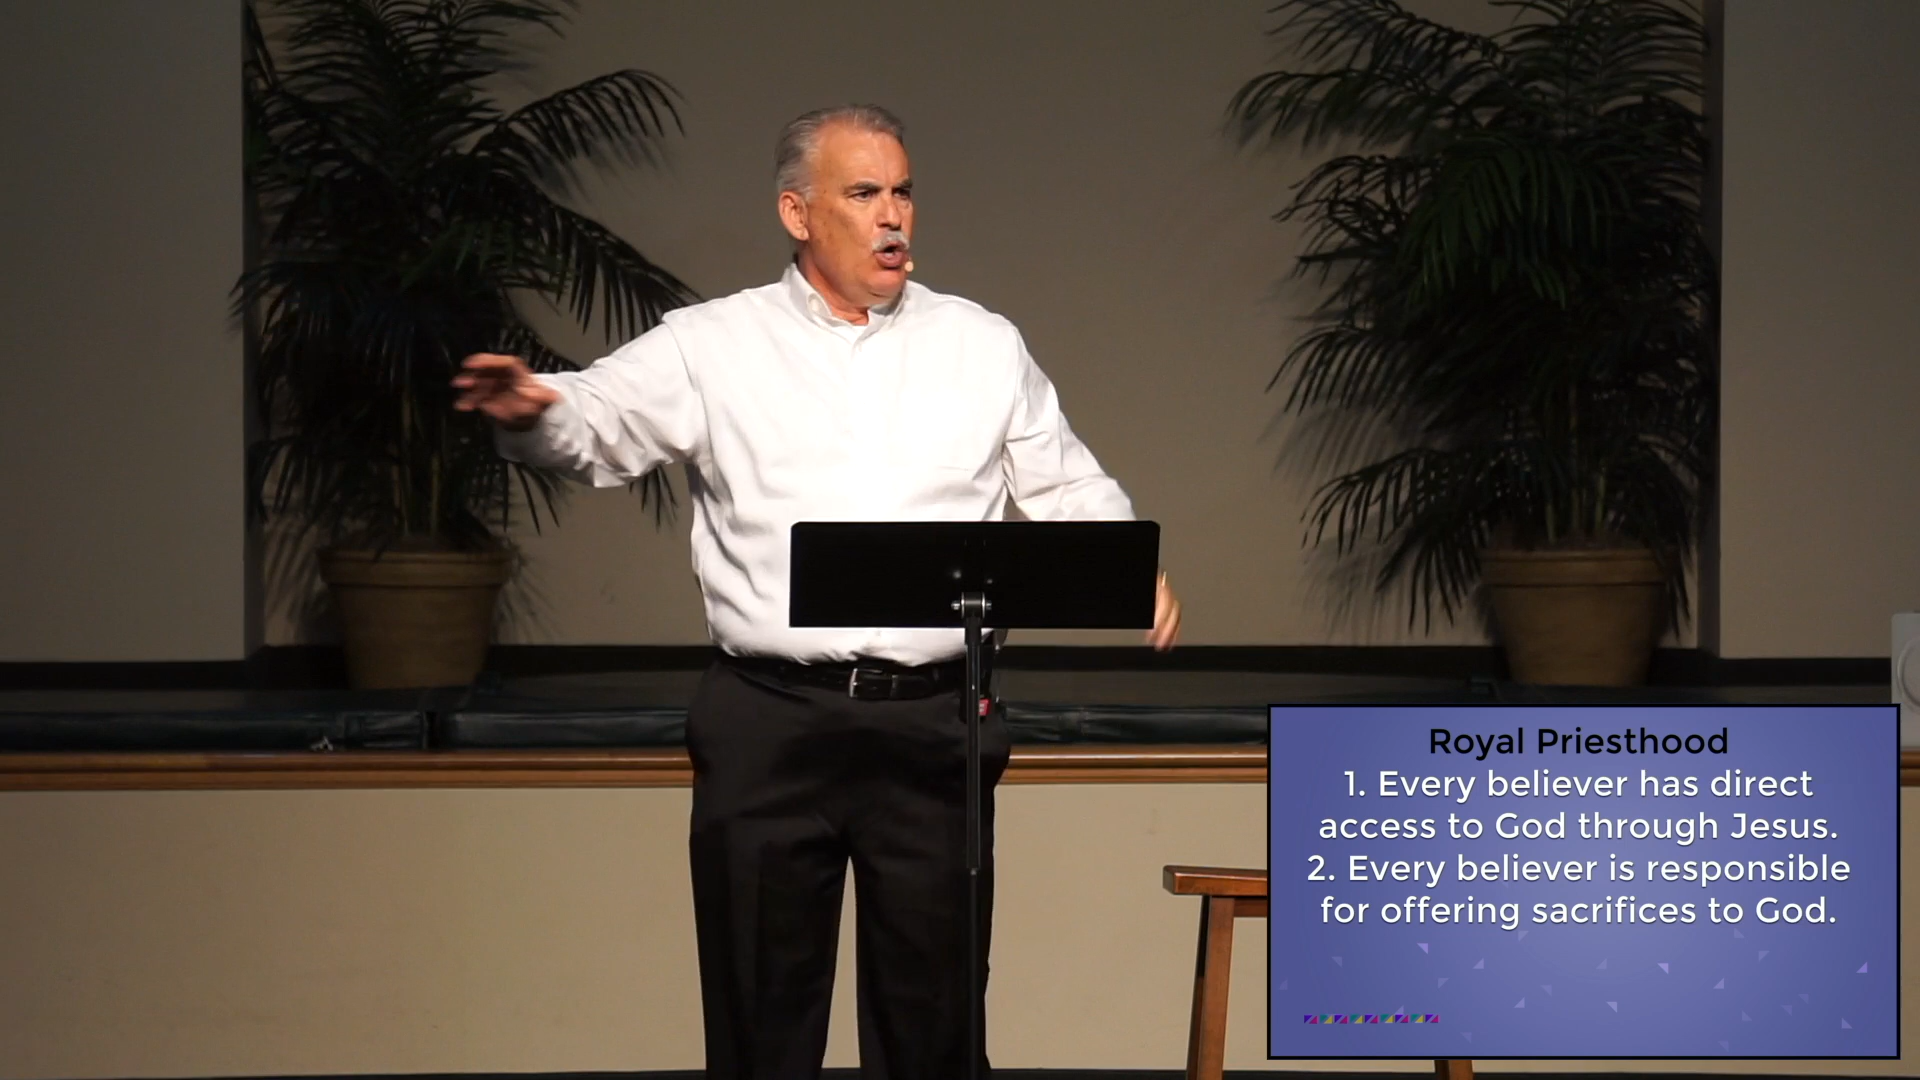 Royal Priesthood
1. Every believer has direct
access to God through Jesus.
2. Every believer is responsible
for offering sacrifices to God.